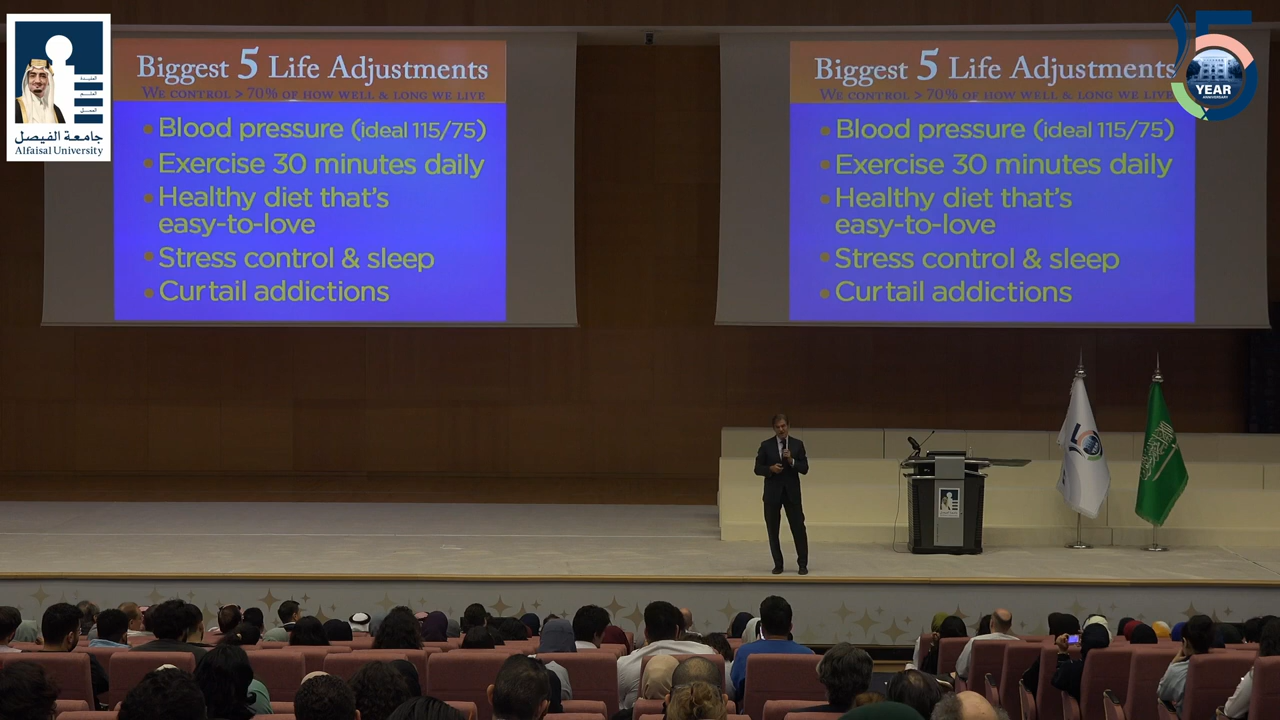 جامعة الفيصل
Alfaisal University
Biggest 5 Life Adjustments
WE CONTROL > 70% OF HOW WELL & LONG WE LIVE
• Blood pressure (ideal 115/75)
• Exercise 30 minutes daily
• Healthy diet that's
easy-to-love
• Stress control & sleep
• Curtail addictions
Biggest 5 Life Adjustments
WE CONTROL > 70% OF HOW WELL & LONG WE LIVE
• Blood pressure (ideal 115/75)
• Exercise 30 minutes daily
• Healthy diet that's
easy-to-love
• Stress control & sleep
• Curtail addictions
15
YEAR
ANNIVERSARY